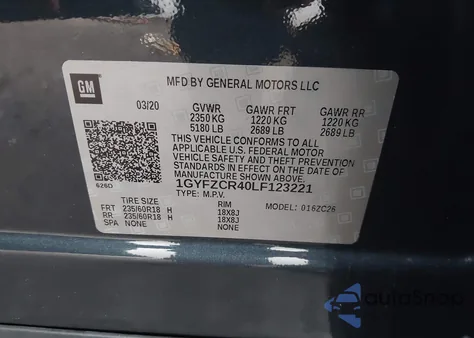 GM
MFD BY GENERAL MOTORS LLC
03/20 GVWR GAWR FRT GAWR RR
2350 KG 1220 KG 1220 KG
5180 LB 2689 LB 2689 LB
THIS VEHICLE CONFORMS TO ALL
APPLICABLE U.S. FEDERAL MOTOR
VEHICLE SAFETY AND THEFT PREVENTION
STANDARDS IN EFFECT ON THE DATE OF
MANUFACTURE SHOWN ABOVE.
1GYFZCR40LF123221
626D TYPE: M.P.V.
TIRE SIZE RIM MODEL: 016ZC26
FRT 235/60R18 H 18X8J
RR 235/60R18 H 18X8J
SPA NONE NONE
autoSnap